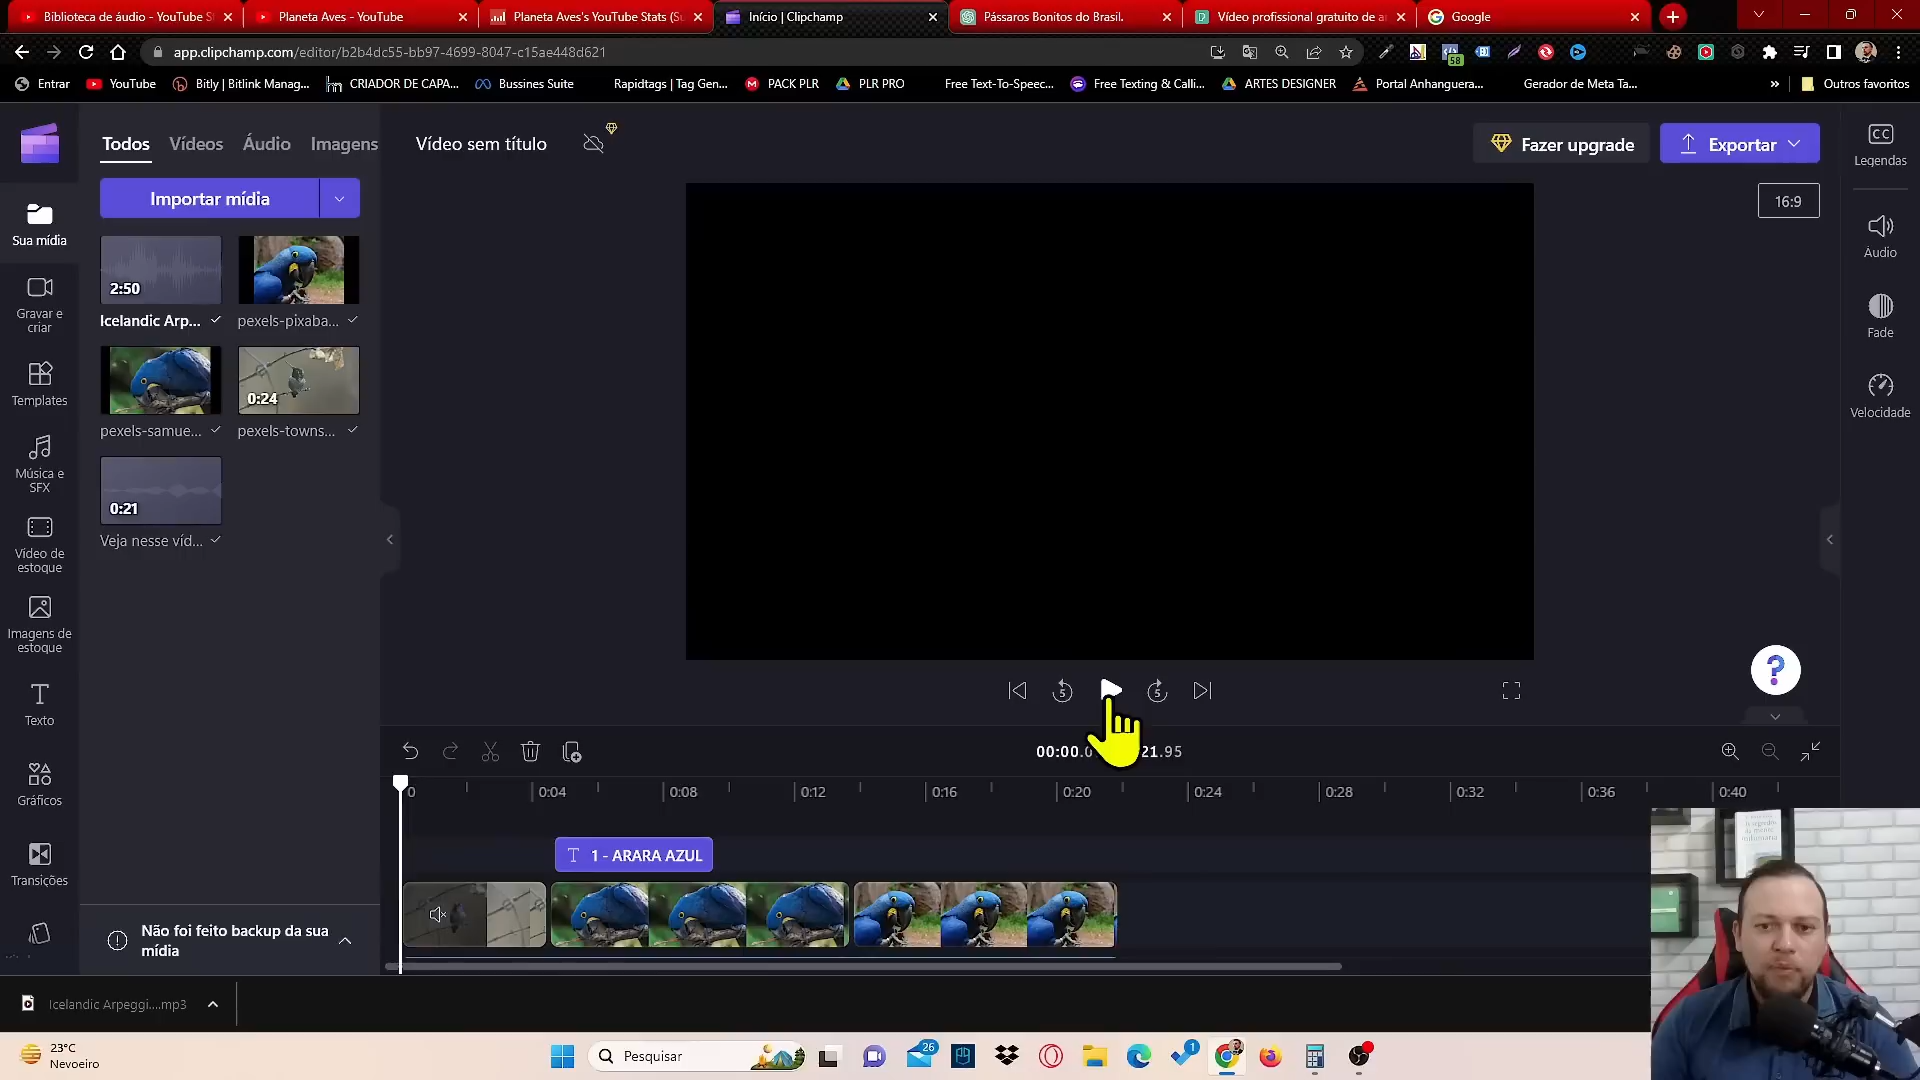 Biblioteca de áudio - YouTube S
Planeta Aves - YouTube
Planeta Aves's YouTube Stats (Su
Início | Clipchamp
Pássaros Bonitos do Brasil.
Vídeo profissional gratuito de a
Google
app.clipchamp.com/editor/b2b4dc55-bb97-4699-8047-c15ae448d621
58
Entrar
YouTube
Bitly | Bitlink Manag...
CRIADOR DE CAPA...
Bussines Suite
Rapidtags | Tag Gen...
PACK PLR
PLR PRO
Free Text-To-Speec...
Free Texting & Calli...
ARTES DESIGNER
Portal Anhanguera...
Gerador de Meta Ta...
»
Outros favoritos
Todos
Vídeos
Áudio
Imagens
Vídeo sem título
Fazer upgrade
Exportar
CC
Legendas
Importar mídia
16:9
Sua mídia
2:50
Icelandic Arp...
pexels-pixaba...
Gravar e
criar
Áudio
Fade
Templates
0:24
pexels-samue...
pexels-towns...
Velocidade
Música e
SFX
0:21
Veja nesse víd...
Vídeo de
estoque
Imagens de
estoque
Texto
5
5
?
00:00.0
21.95
0
0:04
0:08
0:12
0:16
0:20
0:24
0:28
0:32
0:36
0:40
Gráficos
T 1 - ARARA AZUL
Transições
Não foi feito backup da sua
mídia
Icelandic Arpeggi....mp3
23°C
Nevoeiro
Pesquisar
26
1